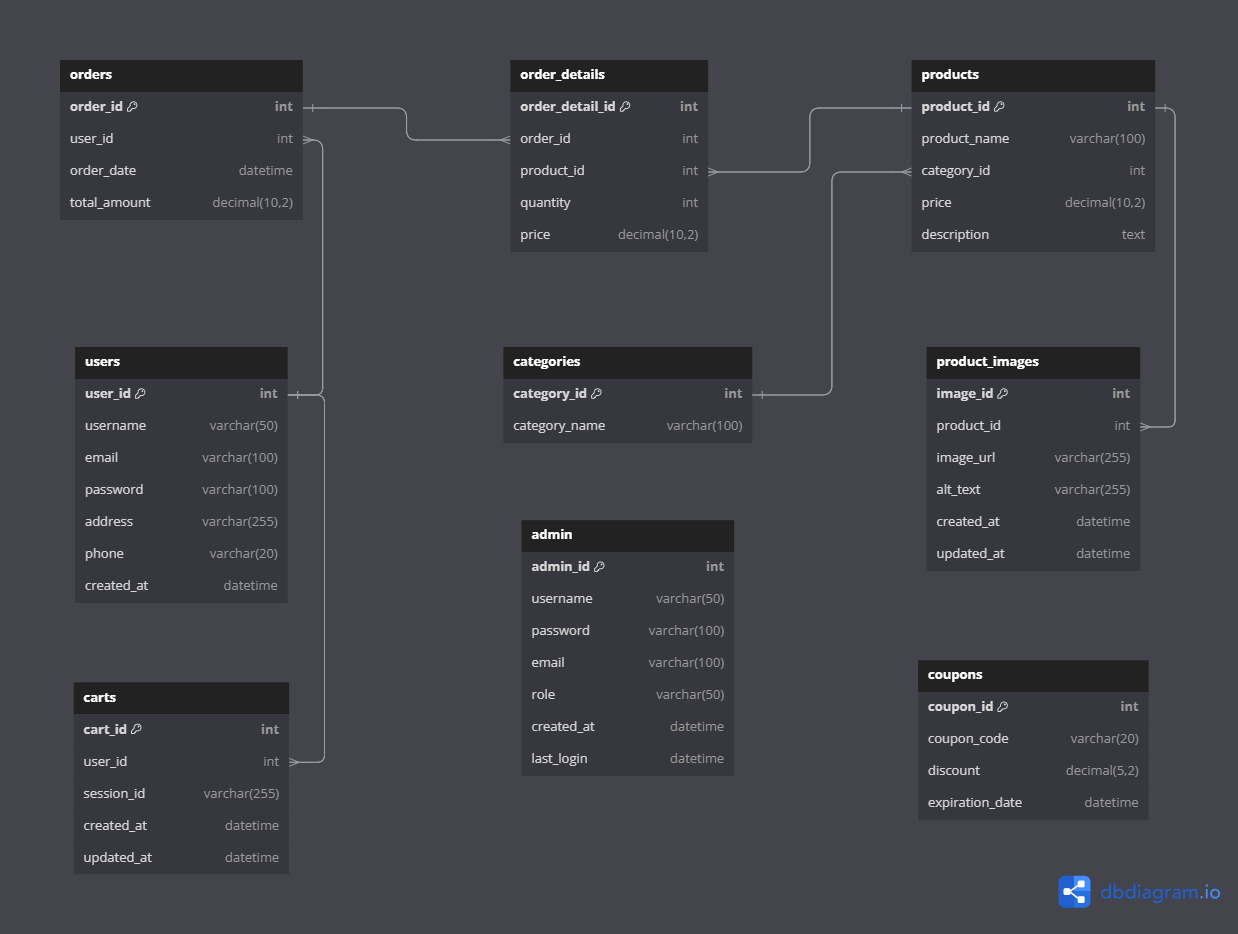 orders
order_id int
user_id int
order_date datetime
total_amount decimal(10,2)
order_details
order_detail_id int
order_id int
product_id int
quantity int
price decimal(10,2)
products
product_id int
product_name varchar(100)
category_id int
price decimal(10,2)
description text
users
user_id int
username varchar(50)
email varchar(100)
password varchar(100)
address varchar(255)
phone varchar(20)
created_at datetime
categories
category_id int
category_name varchar(100)
product_images
image_id int
product_id int
image_url varchar(255)
alt_text varchar(255)
created_at datetime
updated_at datetime
admin
admin_id int
username varchar(50)
password varchar(100)
email varchar(100)
role varchar(50)
created_at datetime
last_login datetime
carts
cart_id int
user_id int
session_id varchar(255)
created_at datetime
updated_at datetime
coupons
coupon_id int
coupon_code varchar(20)
discount decimal(5,2)
expiration_date datetime
dbdiagram.io